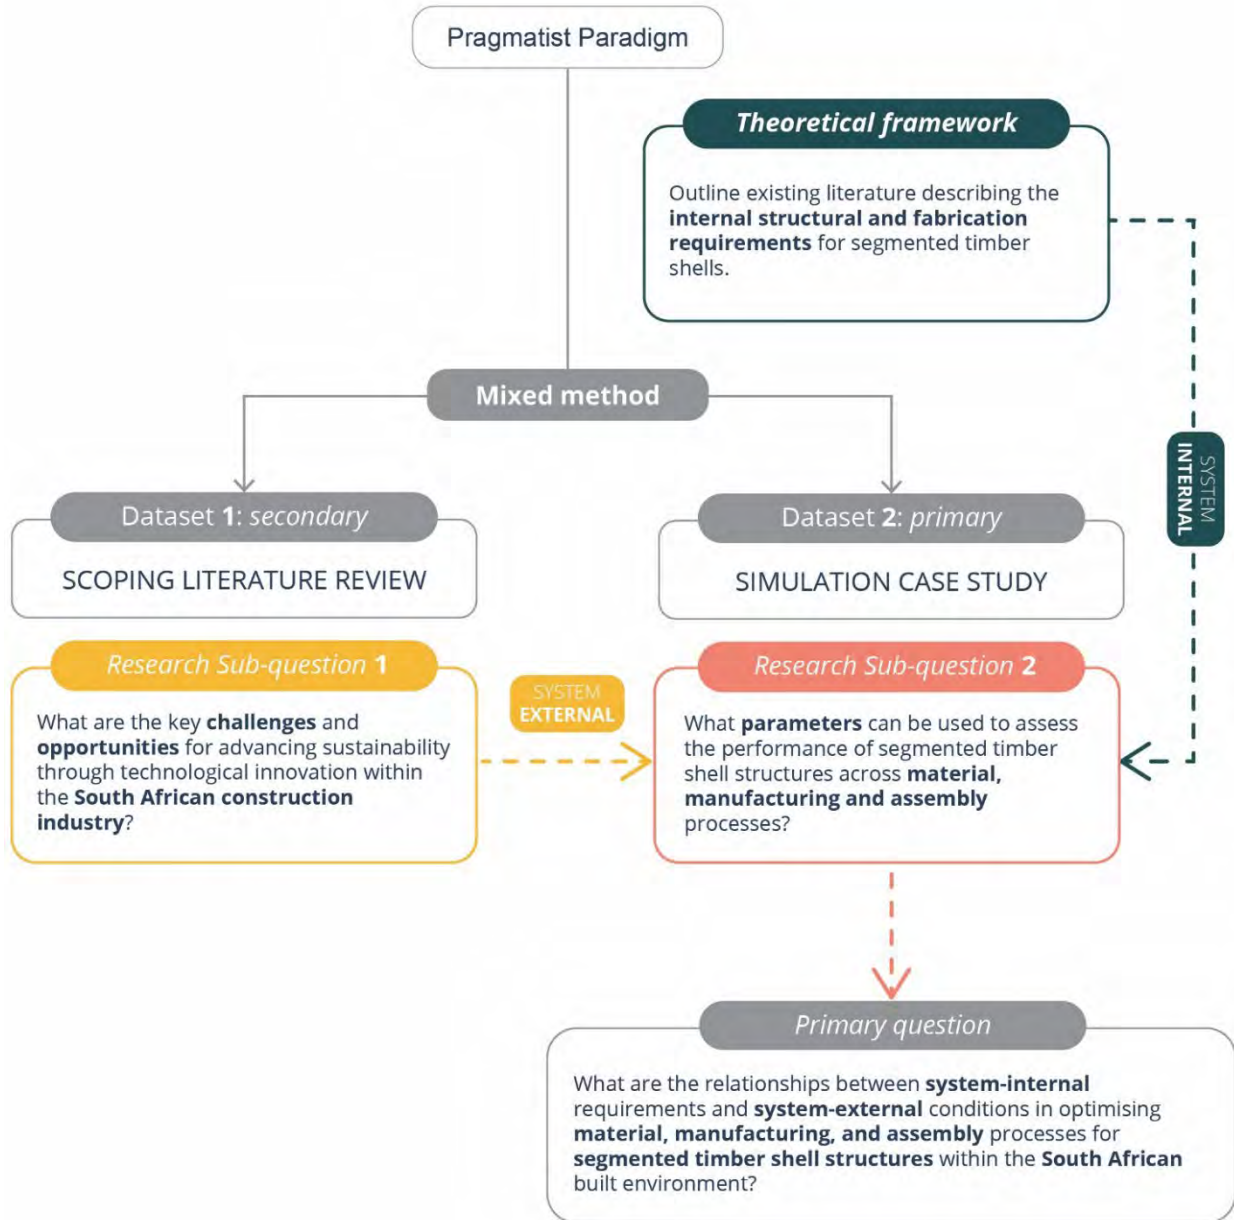 Pragmatist Paradigm
Theoretical framework
Outline existing literature describing the
internal structural and fabrication
requirements for segmented timber
shells.
Mixed method
SYSTEM
INTERNAL
Dataset 1: secondary
SCOPING LITERATURE REVIEW
Dataset 2: primary
SIMULATION CASE STUDY
Research Sub-question 1
What are the key challenges and
opportunities for advancing sustainability
through technological innovation within
the South African construction
industry?
SYSTEM
EXTERNAL
Research Sub-question 2
What parameters can be used to assess
the performance of segmented timber
shell structures across material,
manufacturing and assembly
processes?
Primary question
What are the relationships between system-internal
requirements and system-external conditions in optimising
material, manufacturing, and assembly processes for
segmented timber shell structures within the South African
built environment?